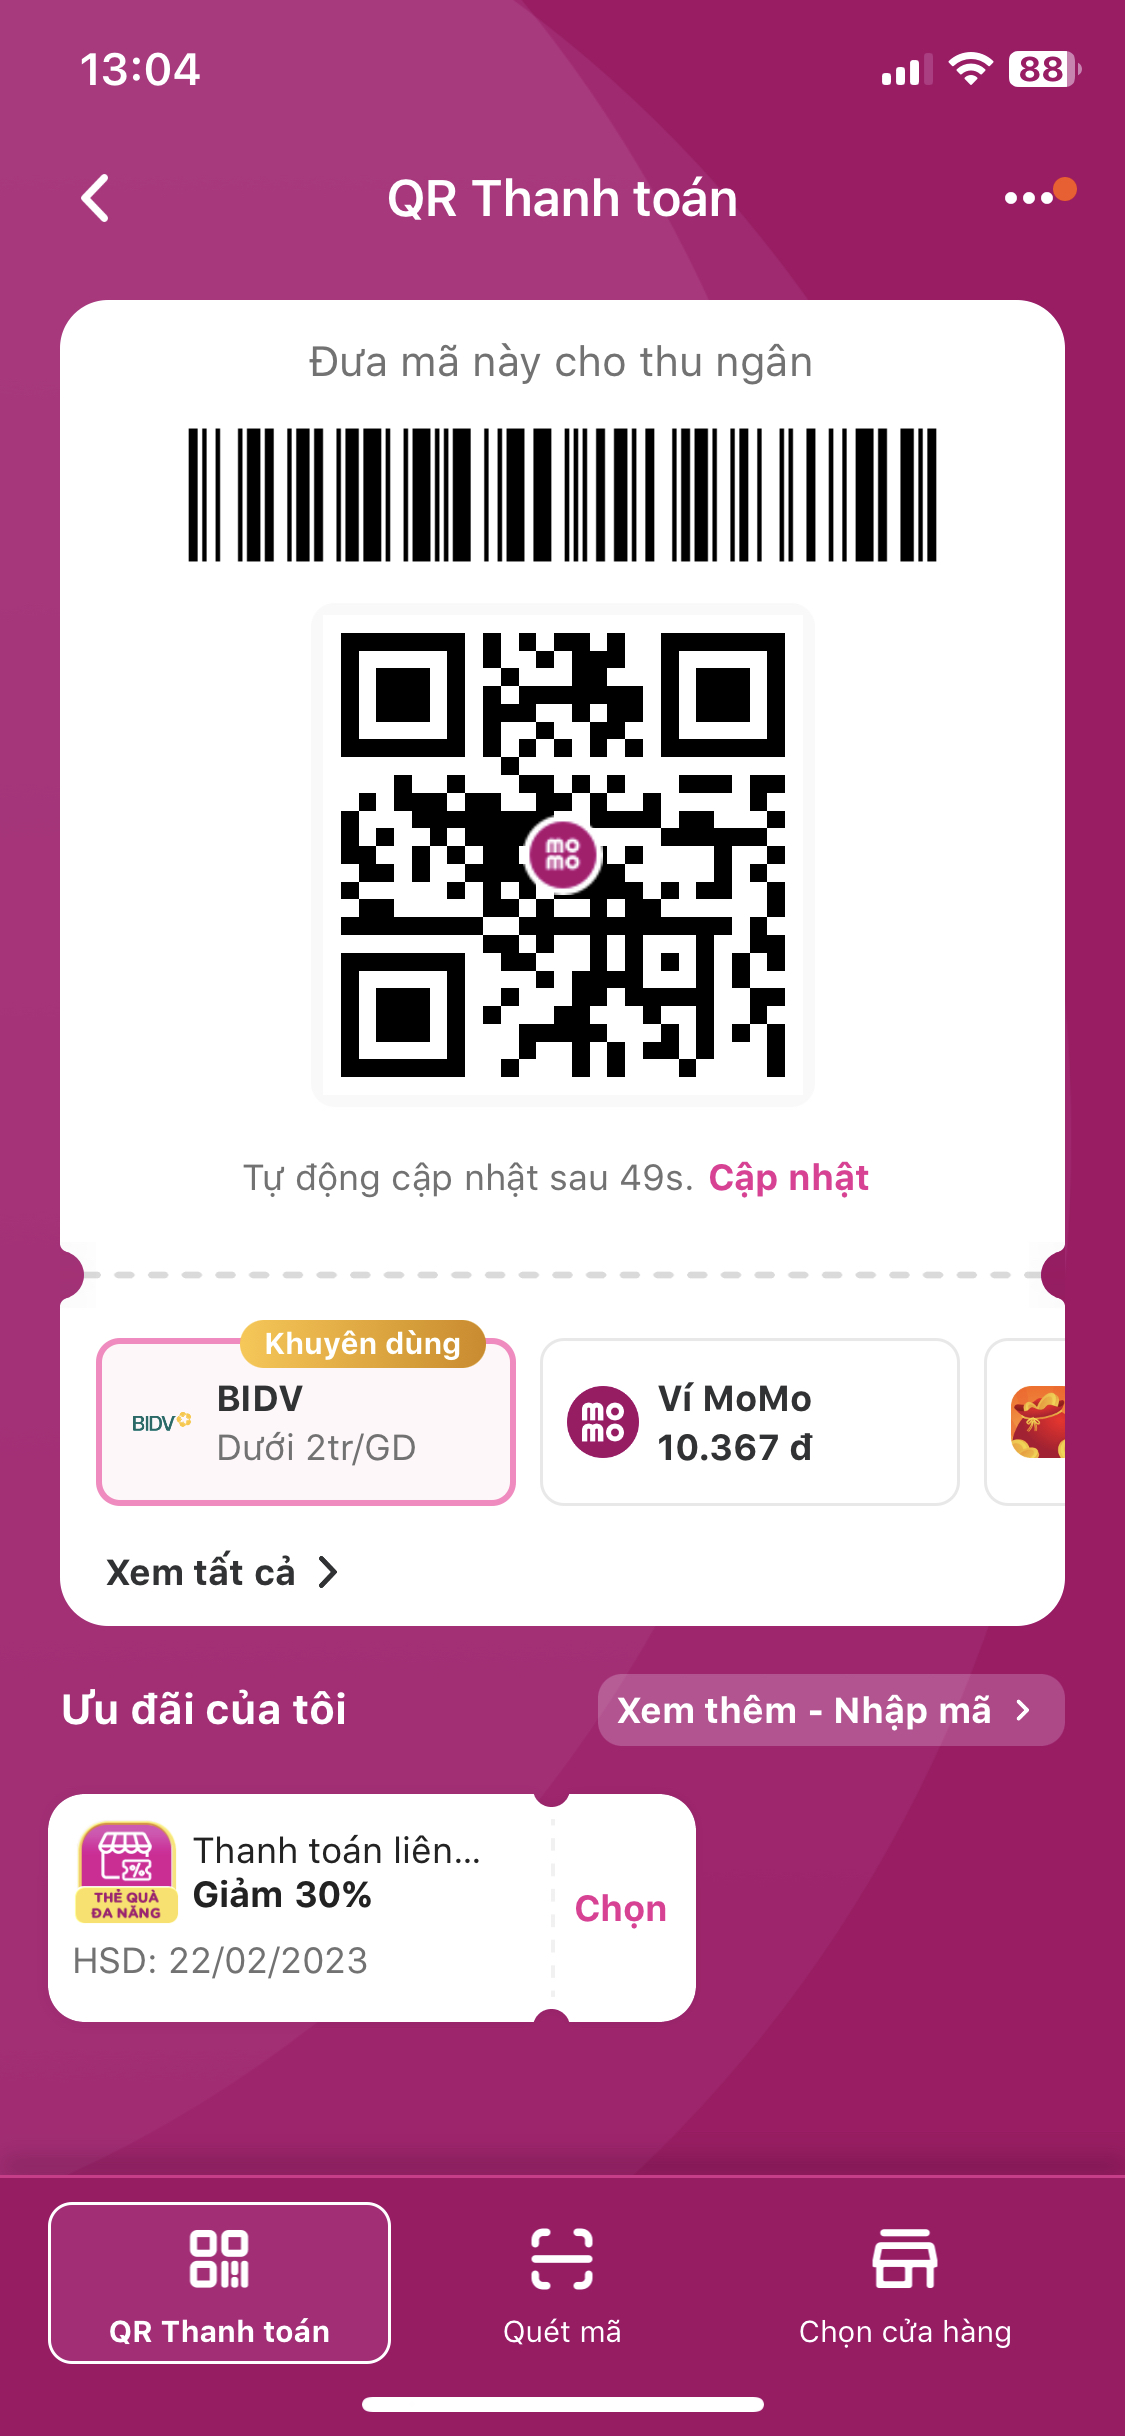 13:04
88
QR Thanh toán
Đưa mã này cho thu ngân
mo
mo
Tự động cập nhật sau 49s. Cập nhật
Khuyên dùng
BIDV
BIDV
Dưới 2tr/GD
mo
mo
Ví MoMo
10.367 đ
Xem tất cả
Ưu đãi của tôi
Xem thêm - Nhập mã
THẺ QUÀ
ĐA NĂNG
Thanh toán liên...
Giảm 30%
HSD: 22/02/2023
Chọn
QR Thanh toán
Quét mã
Chọn cửa hàng